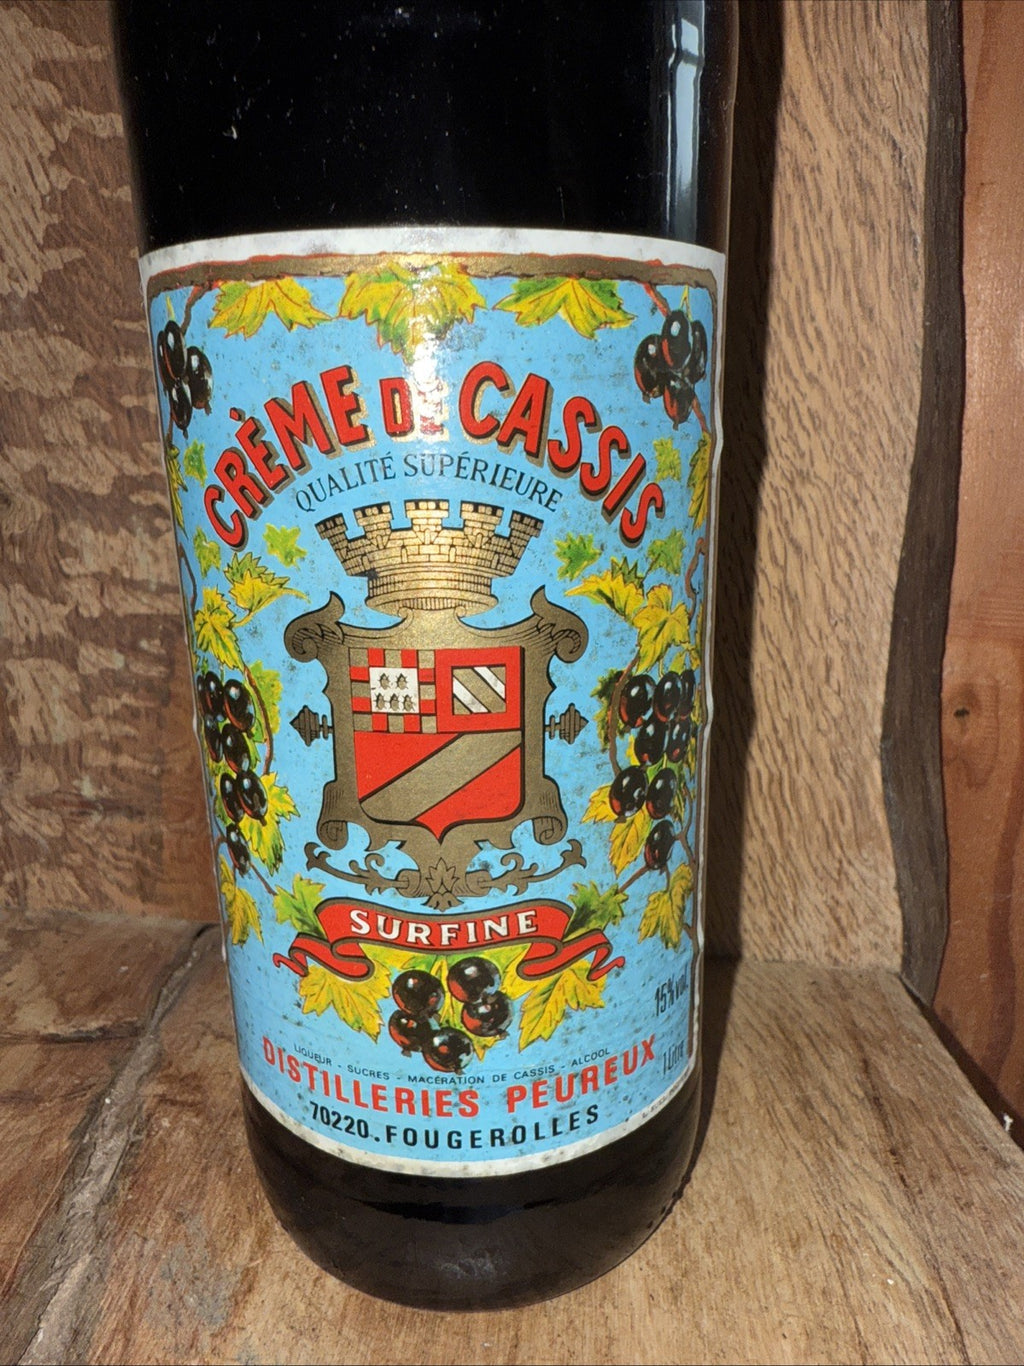 CRÈME DE CASSIS
QUALITÉ SUPÉRIEURE
SURFINE
15% vol.
1 Litre
LIQUEUR - SUCRES - MACÉRATION DE CASSIS - ALCOOL
DISTILLERIES PEUREUX
70220.FOUGEROLLES